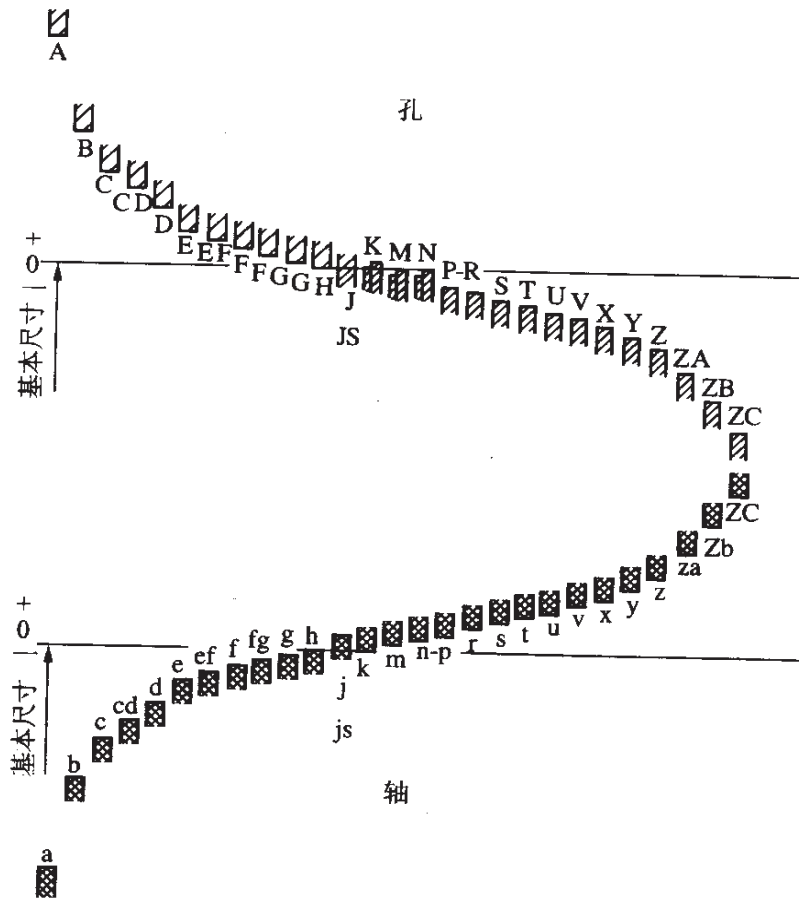 A
孔
B
C
CD
D
E
EF
F
FG
G
H
J
JS
K
M
N
P-R
S
T
U
V
X
Y
Z
ZA
ZB
ZC
+
0
—
基本尺寸
ZC
Zb
za
z
y
x
v
u
t
s
r
n-p
m
k
j
js
h
g
fg
f
ef
e
d
cd
c
b
a
+
0
—
基本尺寸
轴